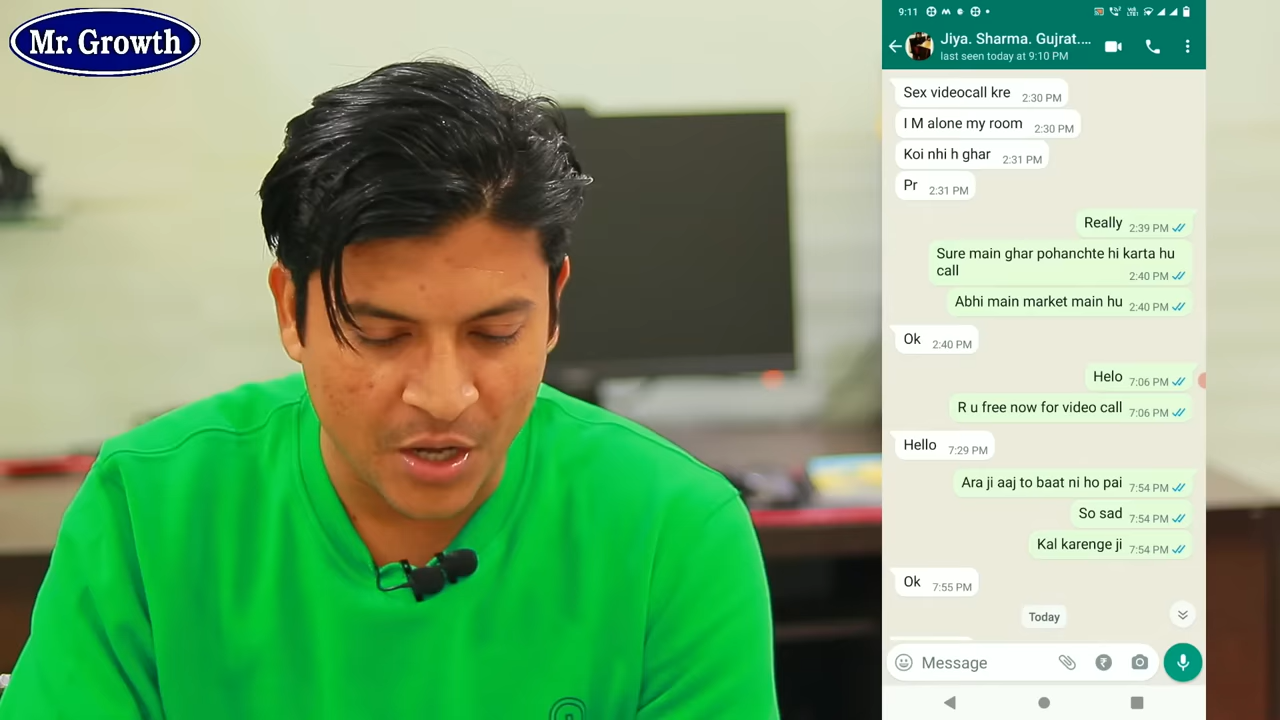 Mr. Growth
9:11
Jiya. Sharma. Gujrat....
last seen today at 9:10 PM
Sex videocall kre 2:30 PM
I M alone my room 2:30 PM
Koi nhi h ghar 2:31 PM
Pr 2:31 PM
Really 2:39 PM
Sure main ghar pohanchte hi karta hu
call 2:40 PM
Abhi main market main hu 2:40 PM
Ok 2:40 PM
Helo 7:06 PM
R u free now for video call 7:06 PM
Hello 7:29 PM
Ara ji aaj to baat ni ho pai 7:54 PM
So sad 7:54 PM
Kal karenge ji 7:54 PM
Ok 7:55 PM
Today
Message